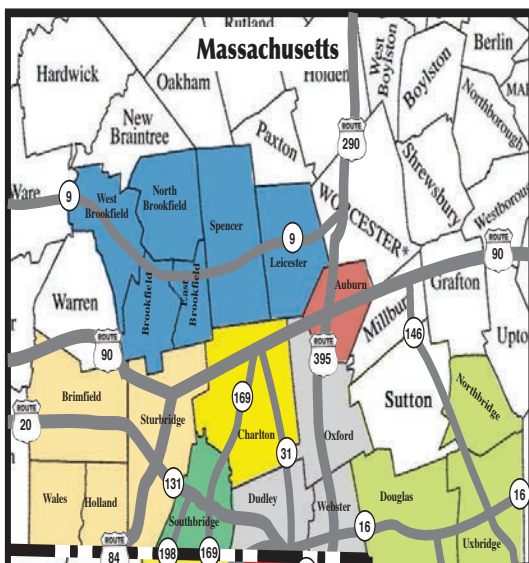 Rutland
Massachusetts
Berlin
West
Boylston
Boylston
Hardwick
Oakham
Holden
Northborough
New
Braintree
Paxton
ROUTE
290
Shrewsbury
Ware
9
West
Brookfield
North
Brookfield
Spencer
9
Leicester
WORCESTER*
Westboro
ROUTE
90
Grafton
Auburn
Millbur
Warren
Brookfield
East
Brookfield
ROUTE
90
ROUTE
395
146
Upto
Brimfield
Sturbridge
169
Charlton
Sutton
Northbridge
ROUTE
20
31
Oxford
Wales
Holland
131
Southbridge
Dudley
Webster
Douglas
16
16
Uxbridge
ROUTE
84
198
169